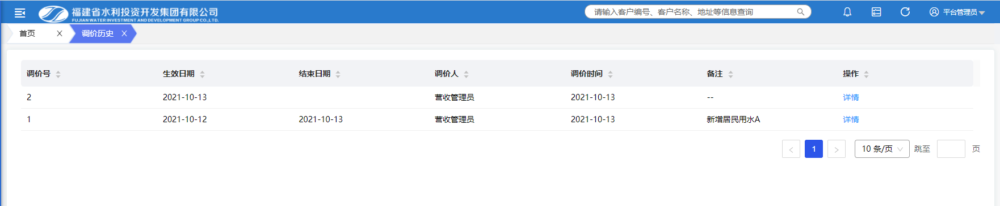 福建省水利投资开发集团有限公司
FUJIAN WATER INVESTMENT AND DEVELOPMENT GROUP CO.,LTD.
请输入客户编号、客户名称、地址等信息查询
平台管理员
首页 X 调价历史 X
调价号 生效日期 结束日期 调价人 调价时间 备注 操作
2 2021-10-13 营收管理员 2021-10-13 -- 详情
1 2021-10-12 2021-10-13 营收管理员 2021-10-13 新增居民用水A 详情
< 1 > 10 条/页 跳至 页